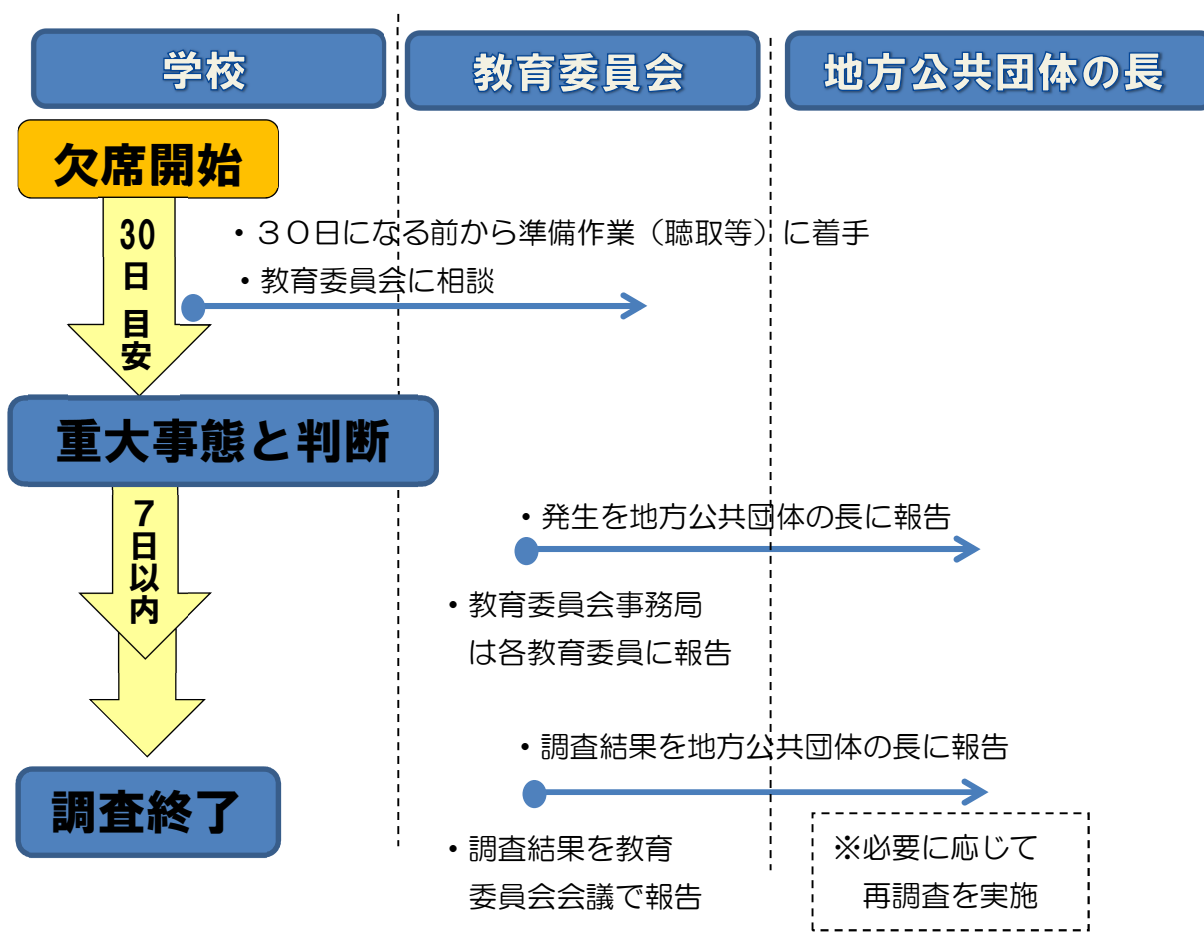 学校
教育委員会
地方公共団体の長
欠席開始
30日 目安
・３０日になる前から準備作業（聴取等）に着手
・教育委員会に相談
重大事態と判断
7日以内
・発生を地方公共団体の長に報告
・教育委員会事務局
は各教育委員に報告
・調査結果を地方公共団体の長に報告
調査終了
・調査結果を教育
委員会会議で報告
※必要に応じて
再調査を実施